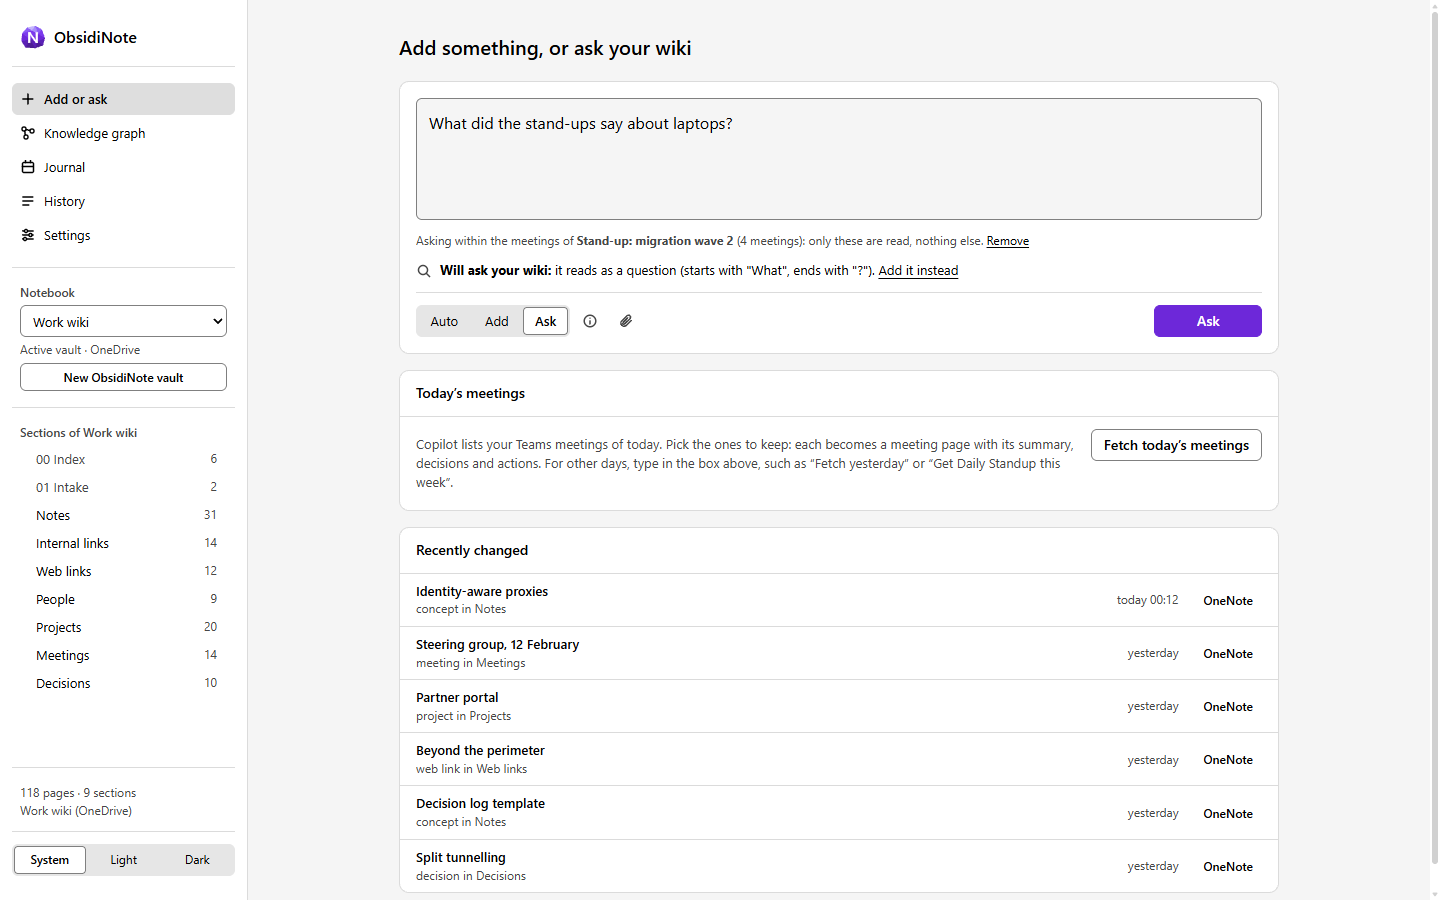 ObsidiNote
Add or ask
Knowledge graph
Journal
History
Settings
Notebook
Work wiki
Active vault · OneDrive
New ObsidiNote vault
Sections of Work wiki
00 Index 6
01 Intake 2
Notes 31
Internal links 14
Web links 12
People 9
Projects 20
Meetings 14
Decisions 10
118 pages · 9 sections
Work wiki (OneDrive)
System Light Dark
Add something, or ask your wiki
What did the stand-ups say about laptops?
Asking within the meetings of Stand-up: migration wave 2 (4 meetings): only these are read, nothing else. Remove
Will ask your wiki: it reads as a question (starts with "What", ends with "?"). Add it instead
Auto Add Ask Ask
Today’s meetings
Copilot lists your Teams meetings of today. Pick the ones to keep: each becomes a meeting page with its summary,
decisions and actions. For other days, type in the box above, such as “Fetch yesterday” or “Get Daily Standup this
week”.
Fetch today’s meetings
Recently changed
Identity-aware proxies
concept in Notes
today 00:12 OneNote
Steering group, 12 February
meeting in Meetings
yesterday OneNote
Partner portal
project in Projects
yesterday OneNote
Beyond the perimeter
web link in Web links
yesterday OneNote
Decision log template
concept in Notes
yesterday OneNote
Split tunnelling
decision in Decisions
yesterday OneNote